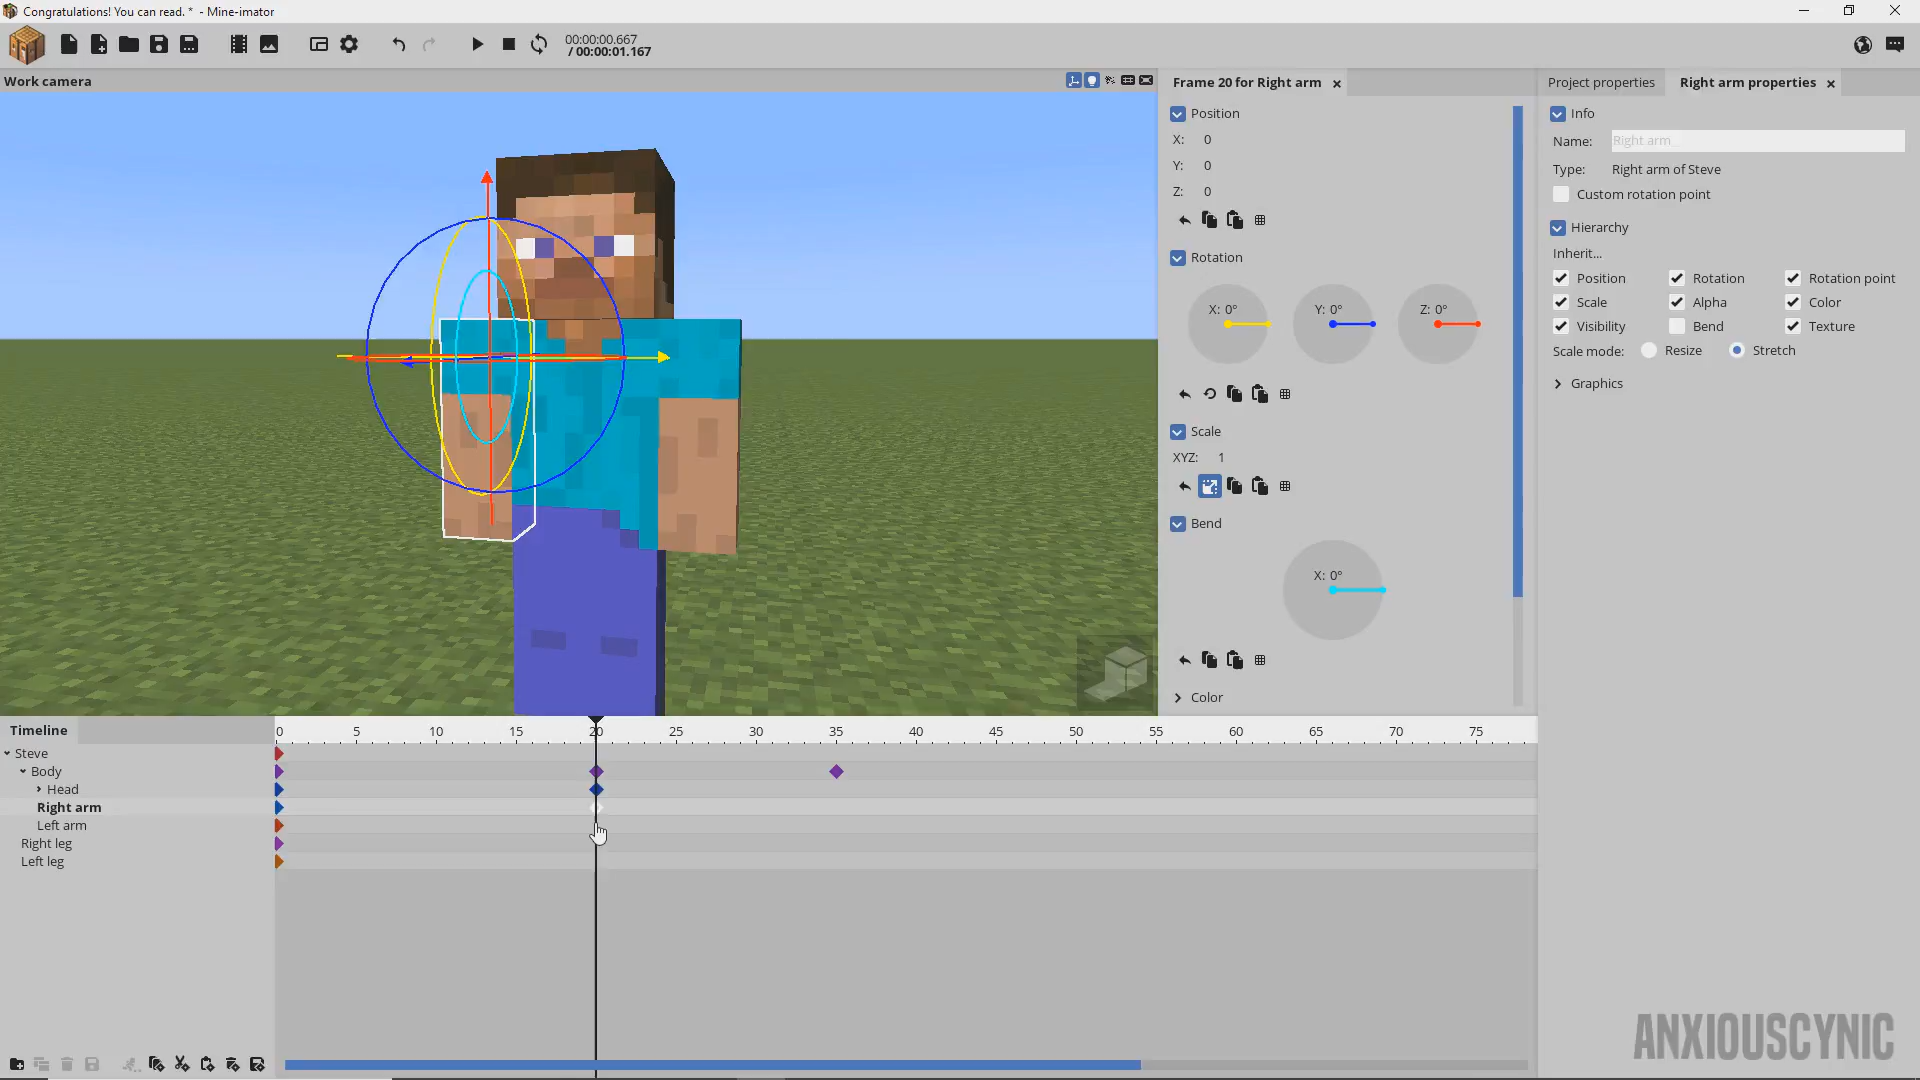 Congratulations! You can read. * - Mine-imator
00:00:00.667
/ 00:00:01.167
Work camera
Frame 20 for Right arm
Position
X: 0
Y: 0
Z: 0
Rotation
X: 0° Y: 0° Z: 0°
Scale
XYZ: 1
Bend
X: 0°
Color
Project properties Right arm properties
Info
Name: Right arm
Type: Right arm of Steve
Custom rotation point
Hierarchy
Inherit...
Position Rotation Rotation point
Scale Alpha Color
Visibility Bend Texture
Scale mode: Resize Stretch
Graphics
Timeline
0 5 10 15 20 25 30 35 40 45 50 55 60 65 70 75
Steve
Body
Head
Right arm
Left arm
Right leg
Left leg
ANXIOUSCYNIC